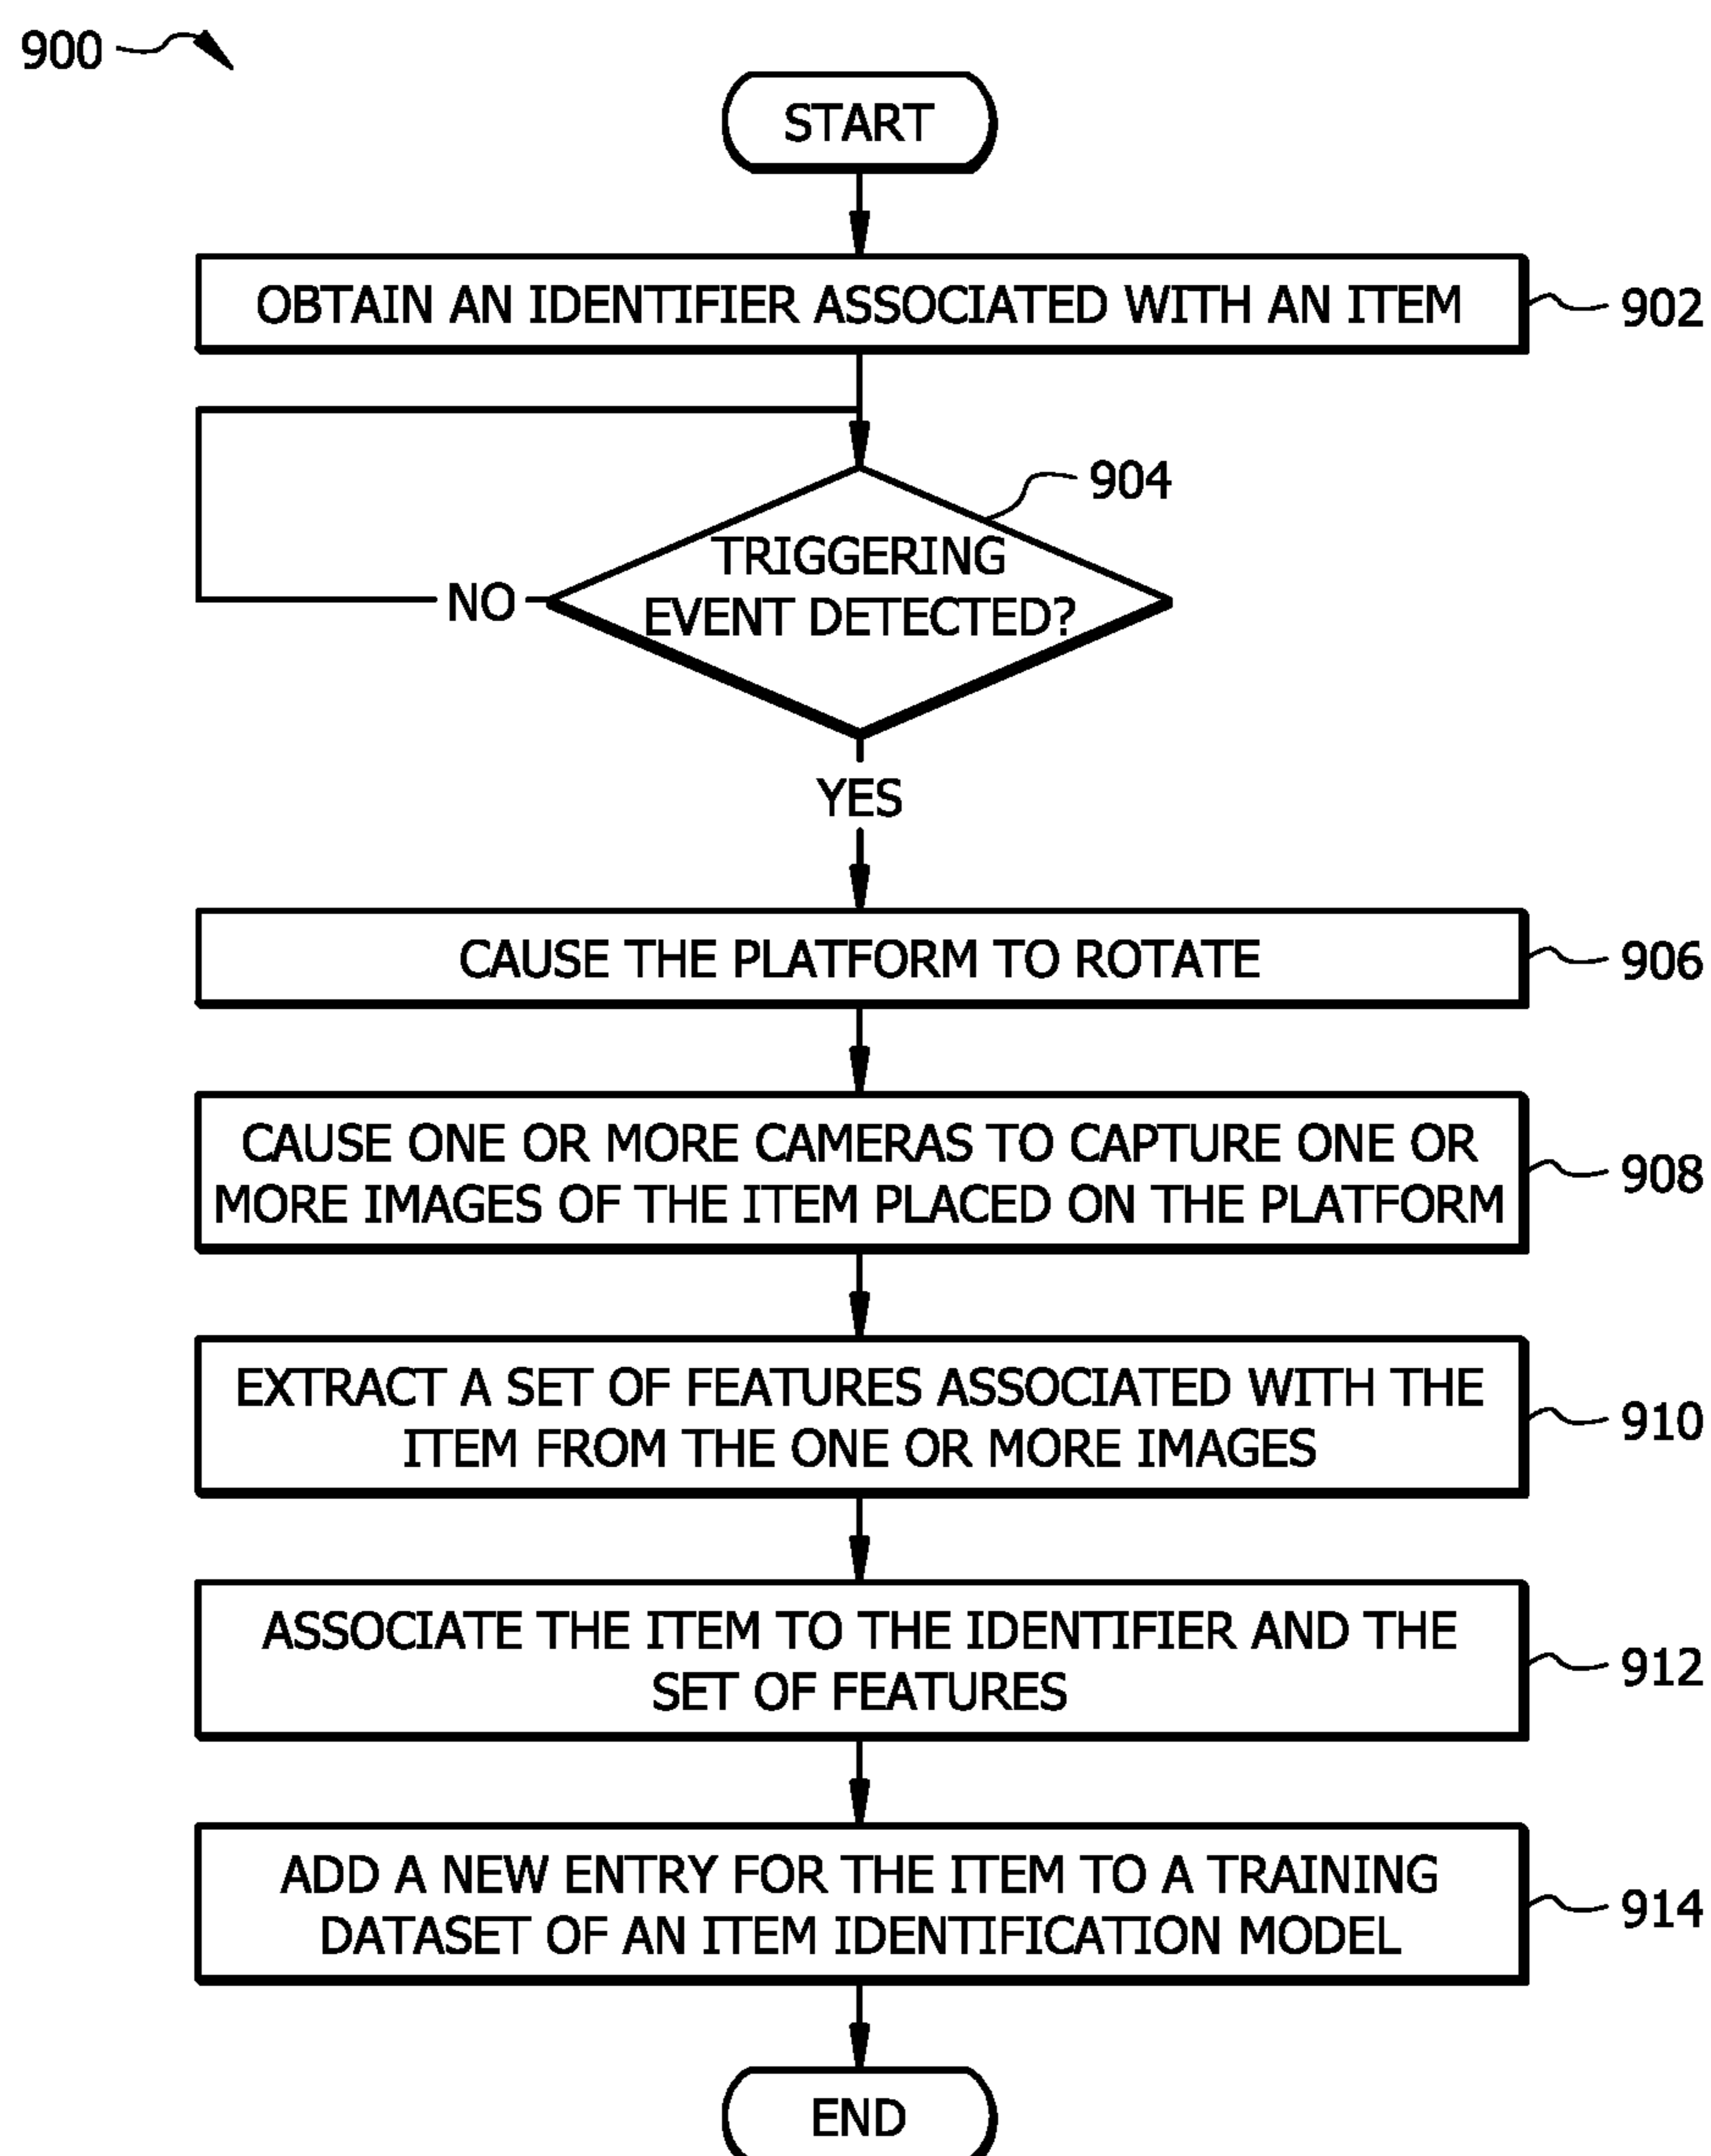 900
START
OBTAIN AN IDENTIFIER ASSOCIATED WITH AN ITEM
902
904
TRIGGERING
EVENT DETECTED?
NO
YES
CAUSE THE PLATFORM TO ROTATE
906
CAUSE ONE OR MORE CAMERAS TO CAPTURE ONE OR
MORE IMAGES OF THE ITEM PLACED ON THE PLATFORM
908
EXTRACT A SET OF FEATURES ASSOCIATED WITH THE
ITEM FROM THE ONE OR MORE IMAGES
910
ASSOCIATE THE ITEM TO THE IDENTIFIER AND THE
SET OF FEATURES
912
ADD A NEW ENTRY FOR THE ITEM TO A TRAINING
DATASET OF AN ITEM IDENTIFICATION MODEL
914
END